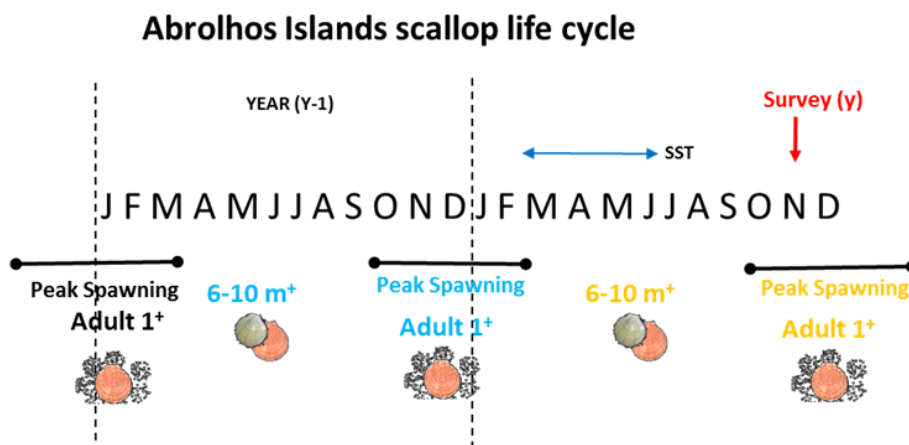 Abrolhos Islands scallop life cycle
YEAR (Y-1)
Survey (y)
SST
J F M A M J J A S O N D J F M A M J J A S O N D
Peak Spawning
Adult 1⁺
6-10 m⁺
Peak Spawning
Adult 1⁺
6-10 m⁺
Peak Spawning
Adult 1⁺